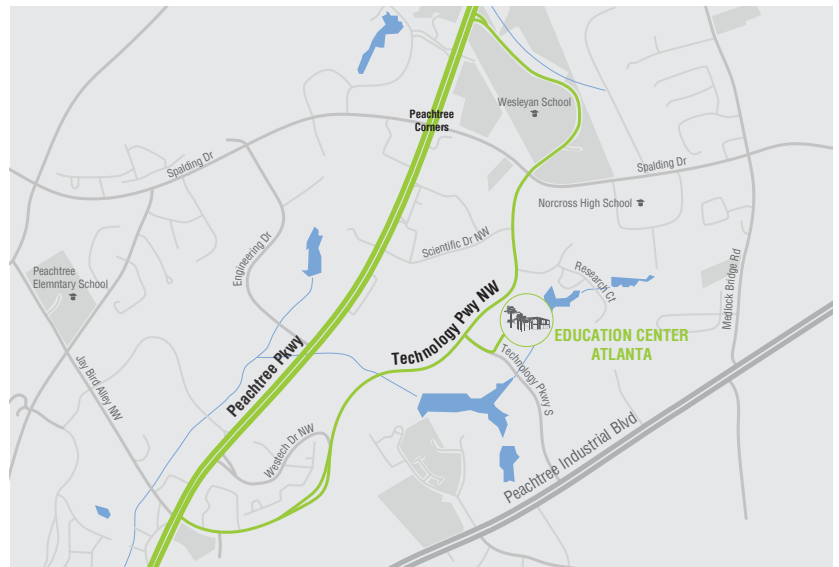 Wesleyan School
Peachtree
Corners
Spalding Dr
Spalding Dr
Norcross High School
Engineering Dr
Scientific Dr NW
Medlock Bridge Rd
Peachtree
Elemntary School
Research Ct
Technology Pwy NW
EDUCATION CENTER
ATLANTA
Peachtree Pkwy
Jay Bird Alley NW
Technology Pkwy S
Westech Dr NW
Peachtree Industrial Blvd